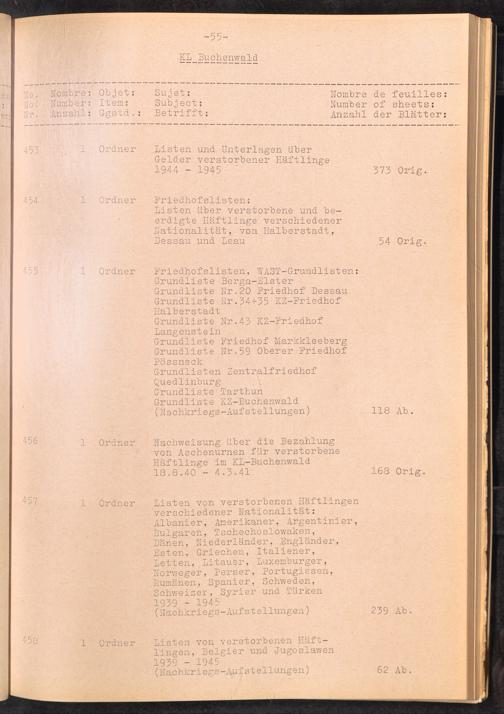 -55-
KL Buchenwald
No. Nombre: Objet: Sujet: Nombre de feuilles:
No. Number: Item: Subject: Number of sheets:
Nr. Anzahl: Ggstd.: Betrifft: Anzahl der Blätter:
453 1 Ordner Listen und Unterlagen über
Gelder verstorbener Häftlinge
1944 - 1945 373 Orig.
454 1 Ordner Friedhofslisten:
Listen über verstorbene und be-
erdigte Häftlinge verschiedener
Nationalität, von Halberstadt,
Dessau und Leau 54 Orig.
455 1 Ordner Friedhofslisten, WAST-Grundlisten:
Grundliste Berga-Elster
Grundliste Nr.20 Friedhof Dessau
Grundliste Nr.34+35 KZ-Friedhof
Halberstadt
Grundliste Nr.43 KZ-Friedhof
Langenstein
Grundliste Friedhof Markkleeberg
Grundliste Nr.59 Oberer Friedhof
Pössneck
Grundlisten Zentralfriedhof
Quedlinburg
Grundliste Tarthun
Grundliste KZ-Buchenwald
(Nachkriegs-Aufstellungen) 118 Ab.
456 1 Ordner Nachweisung über die Bezahlung
von Aschenurnen für verstorbene
Häftlinge im KL-Buchenwald
18.8.40 - 4.3.41 168 Orig.
457 1 Ordner Listen von verstorbenen Häftlingen
verschiedener Nationalität:
Albanier, Amerikaner, Argentinier,
Bulgaren, Tschechoslowaken,
Dänen, Niederländer, Engländer,
Esten, Griechen, Italiener,
Letten, Litauer, Luxemburger,
Norweger, Perser, Portugiesen,
Rumänen, Spanier, Schweden,
Schweizer, Syrier und Türken
1939 - 1945
(Nachkriegs-Aufstellungen) 239 Ab.
458 1 Ordner Listen von verstorbenen Häft-
lingen, Belgier und Jugoslawen
1939 - 1945
(Nachkriegs-Aufstellungen) 62 Ab.